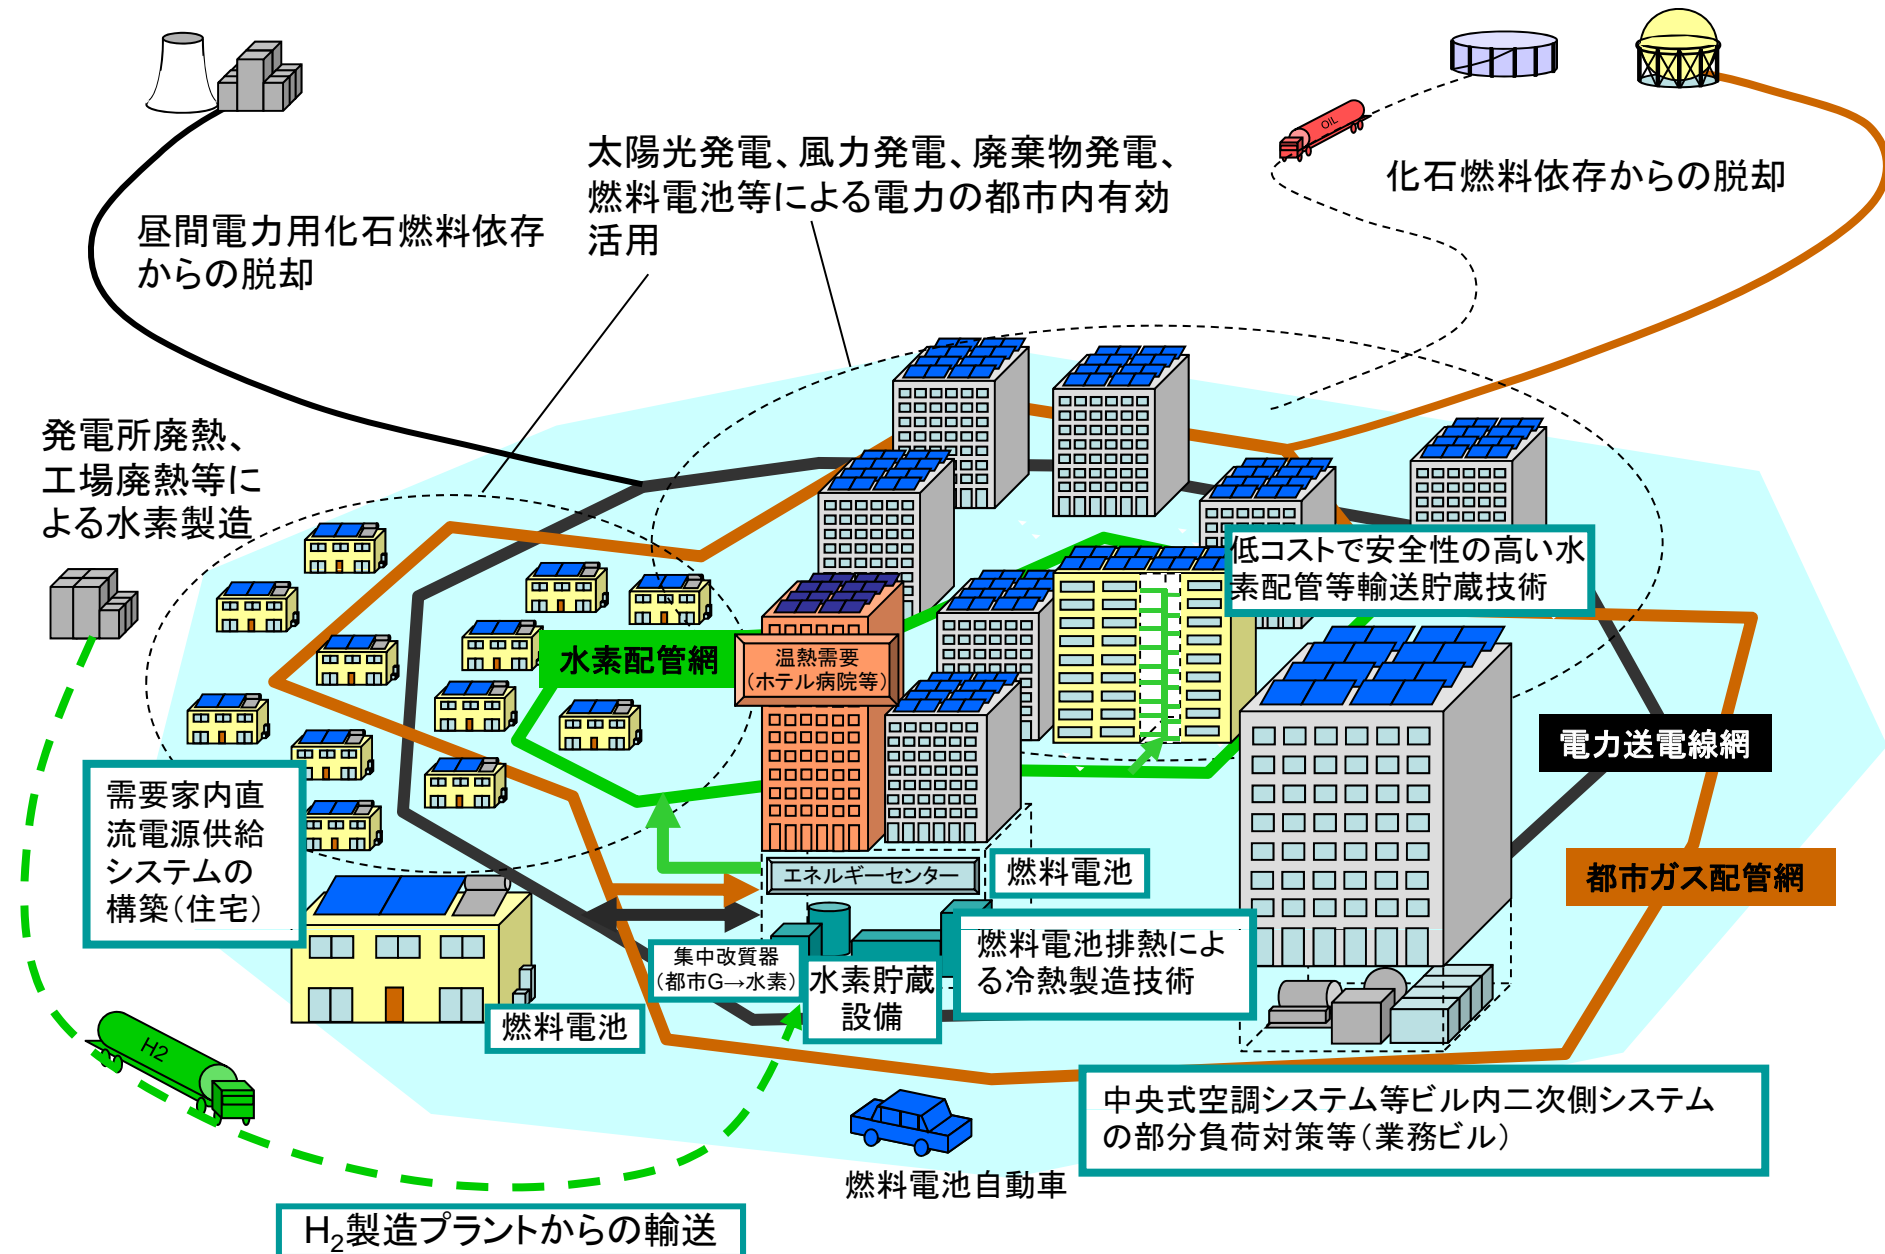 OIL
太陽光発電、風力発電、廃棄物発電、
燃料電池等による電力の都市内有効
活用
化石燃料依存からの脱却
昼間電力用化石燃料依存
からの脱却
発電所廃熱、
工場廃熱等に
よる水素製造
低コストで安全性の高い水
素配管等輸送貯蔵技術
水素配管網
温熱需要
(ホテル病院等)
電力送電線網
需要家内直
流電源供給
システムの
構築(住宅)
都市ガス配管網
エネルギーセンター
燃料電池
燃料電池排熱によ
る冷熱製造技術
集中改質器
(都市G→水素)
水素貯蔵
設備
燃料電池
H2
中央式空調システム等ビル内二次側システム
の部分負荷対策等(業務ビル)
燃料電池自動車
H₂製造プラントからの輸送